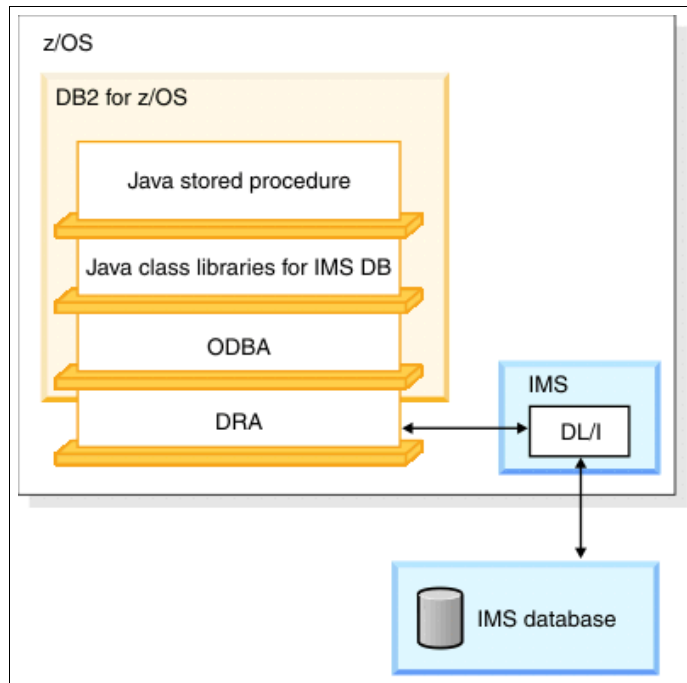 z/OS
DB2 for z/OS
Java stored procedure
Java class libraries for IMS DB
ODBA
DRA
IMS
DL/I
IMS database